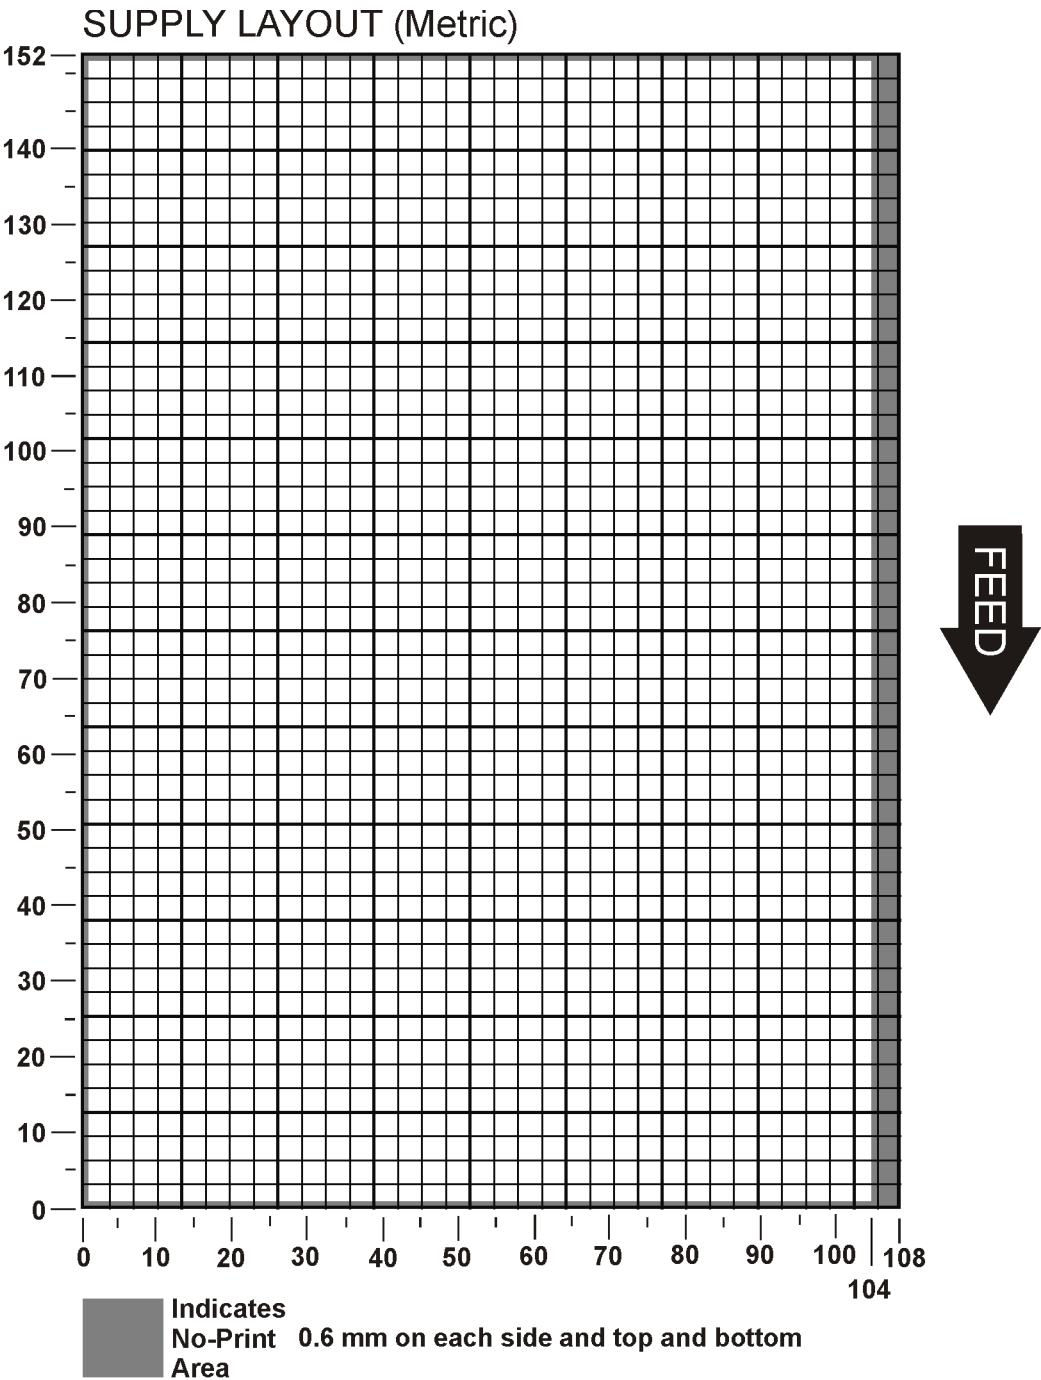 SUPPLY LAYOUT (Metric)
152
140
130
120
110
100
90
80
70
60
50
40
30
20
10
0
0 10 20 30 40 50 60 70 80 90 100 108
104
FEED
Indicates
No-Print 0.6 mm on each side and top and bottom
Area